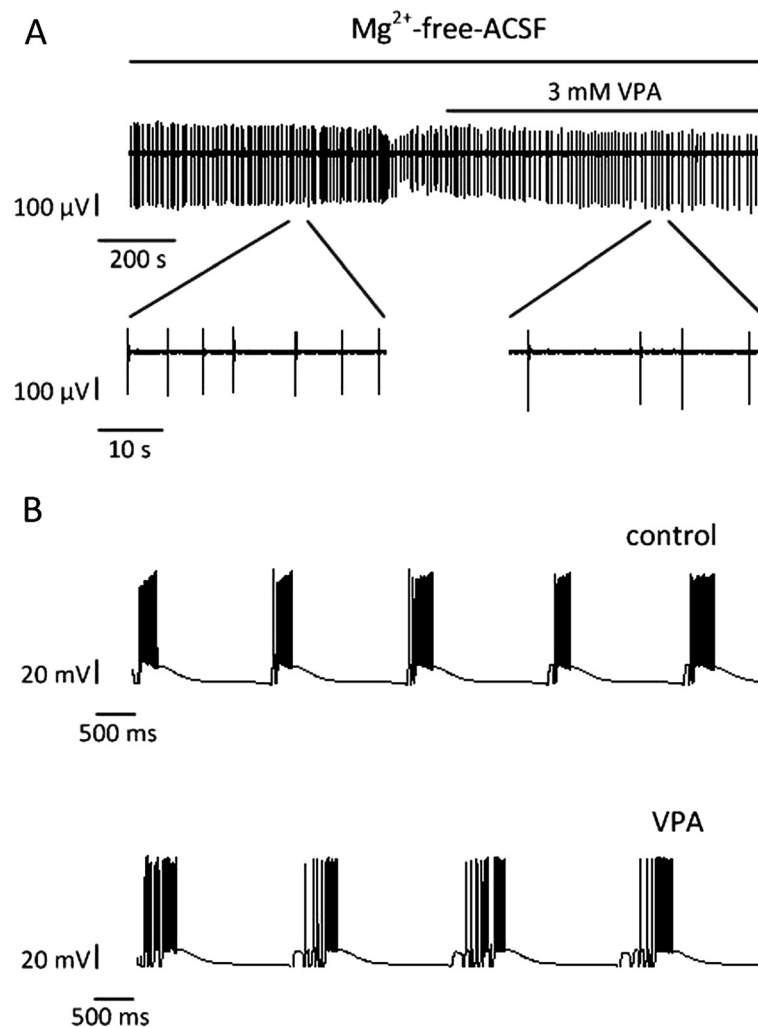 A
Mg²⁺-free-ACSF
3 mM VPA
100 µV
200 s
100 µV
10 s
B
control
20 mV
500 ms
VPA
20 mV
500 ms